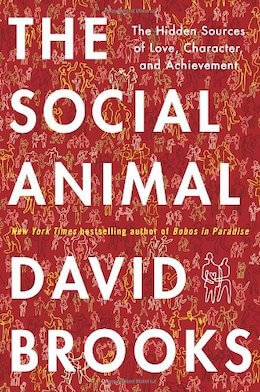 THE
The Hidden Sources
of Love, Character,
and Achievement
SOCIAL
ANIMAL
New York Times bestselling author of Bobos in Paradise
DAVID
BROOKS